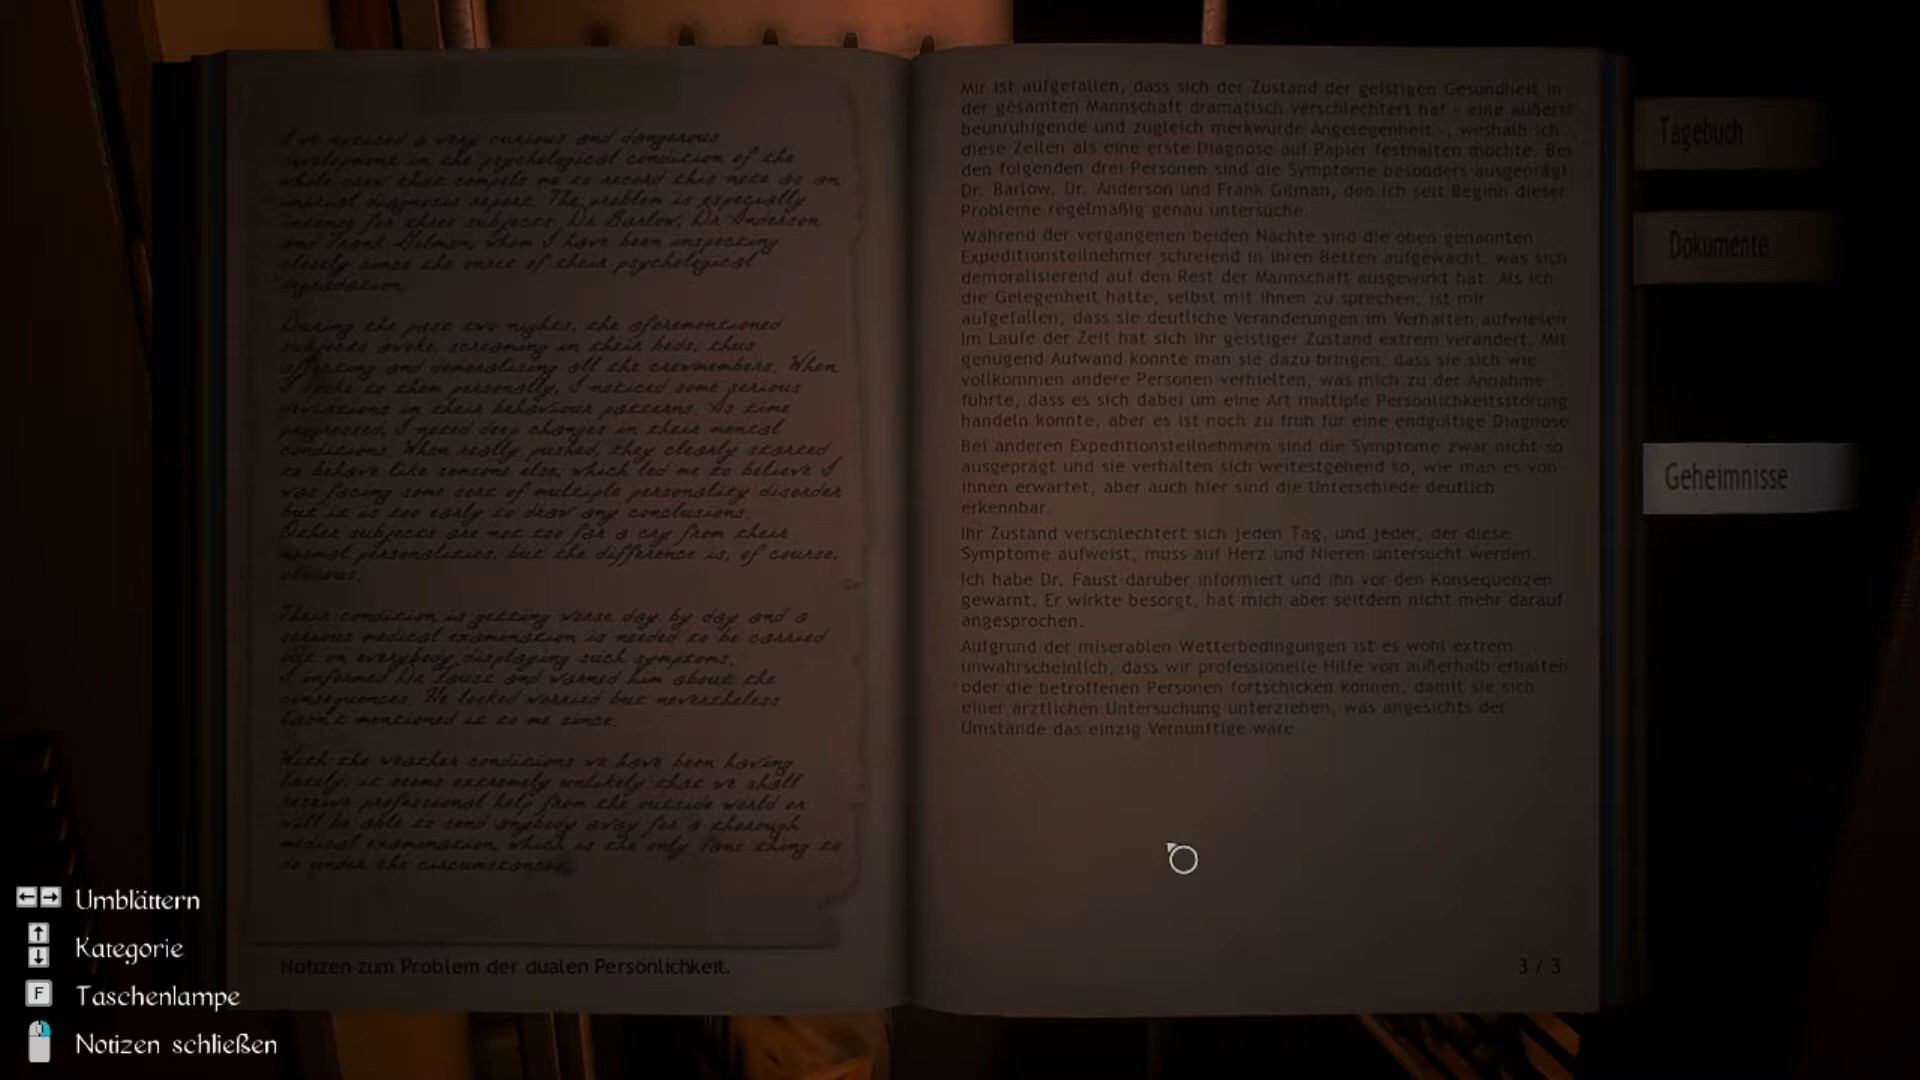 I've noticed a very curious and dangerous
development in the psychological condition of the
whole crew that compels me to record this note as an
initial diagnosis report. The problem is especially
intense for three subjects: Dr Barlow, Dr Anderson
and Frank Gilman, whom I have been inspecting
closely since the onset of their psychological
degradation.
During the past two nights, the aforementioned
subjects awoke, screaming in their beds, thus
affecting and demoralising all the crewmembers. When
I spoke to them personally, I noticed some serious
deviations in their behaviour patterns. As time
progressed, I noted deep changes in their mental
conditions. When really pushed, they clearly started
to behave like someone else, which led me to believe I
was facing some sort of multiple personality disorder
but it is too early to draw any conclusions.
Other subjects are not too far a cry from their
normal personalities, but the difference is, of course,
obvious.
Their condition is getting worse day by day and a
serious medical examination is needed to be carried
out on everybody displaying such symptoms.
I informed Dr Faust and warned him about the
consequences. He looked worried but nevertheless
hasn't mentioned it to me since.
With the weather conditions we have been having
lately, it seems extremely unlikely that we shall
receive professional help from the outside world or
will be able to send anybody away for a thorough
medical examination which is the only sane thing to
do under the circumstances.
Notizen zum Problem der dualen Persönlichkeit.
Mir ist aufgefallen, dass sich der Zustand der geistigen Gesundheit in
der gesamten Mannschaft dramatisch verschlechtert hat - eine äußerst
beunruhigende und zugleich merkwürde Angelegenheit -, weshalb ich
diese Zeilen als eine erste Diagnose auf Papier festhalten möchte. Bei
den folgenden drei Personen sind die Symptome besonders ausgeprägt:
Dr. Barlow, Dr. Anderson und Frank Gilman, den ich seit Beginn dieser
Probleme regelmäßig genau untersuche.
Während der vergangenen beiden Nächte sind die oben genannten
Expeditionsteilnehmer schreiend in ihren Betten aufgewacht, was sich
demoralisierend auf den Rest der Mannschaft ausgewirkt hat. Als ich
die Gelegenheit hatte, selbst mit ihnen zu sprechen, ist mir
aufgefallen, dass sie deutliche Veränderungen im Verhalten aufwiesen.
Im Laufe der Zeit hat sich ihr geistiger Zustand extrem verändert. Mit
genügend Aufwand konnte man sie dazu bringen, dass sie sich wie
vollkommen andere Personen verhielten, was mich zu der Annahme
führte, dass es sich dabei um eine Art multiple Persönlichkeitsstörung
handeln könnte, aber es ist noch zu früh für eine endgültige Diagnose.
Bei anderen Expeditionsteilnehmern sind die Symptome zwar nicht so
ausgeprägt und sie verhalten sich weitestgehend so, wie man es von
ihnen erwartet, aber auch hier sind die Unterschiede deutlich
erkennbar.
Ihr Zustand verschlechtert sich jeden Tag, und jeder, der diese
Symptome aufweist, muss auf Herz und Nieren untersucht werden.
Ich habe Dr. Faust darüber informiert und ihn vor den Konsequenzen
gewarnt. Er wirkte besorgt, hat mich aber seitdem nicht mehr darauf
angesprochen.
Aufgrund der miserablen Wetterbedingungen ist es wohl extrem
unwahrscheinlich, dass wir professionelle Hilfe von außerhalb erhalten
oder die betroffenen Personen fortschicken können, damit sie sich
einer ärztlichen Untersuchung unterziehen, was angesichts der
Umstände das einzig Vernünftige wäre.
3 / 3
Tagebuch
Dokumente
Geheimnisse
Umblättern
Kategorie
F Taschenlampe
Notizen schließen